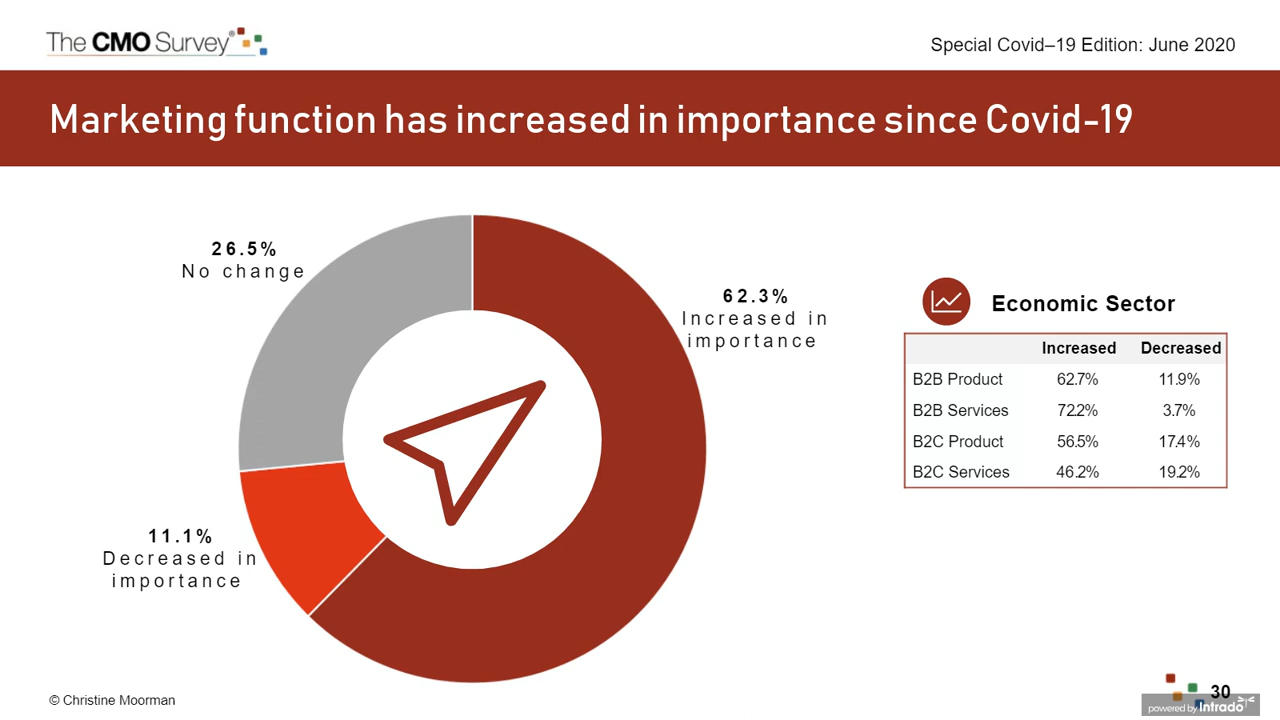 The CMO Survey®
Special Covid–19 Edition: June 2020
Marketing function has increased in importance since Covid-19
26.5%
No change
62.3%
Increased in
importance
11.1%
Decreased in
importance
Economic Sector
Increased Decreased
B2B Product 62.7% 11.9%
B2B Services 72.2% 3.7%
B2C Product 56.5% 17.4%
B2C Services 46.2% 19.2%
© Christine Moorman
30
powered by Intrado